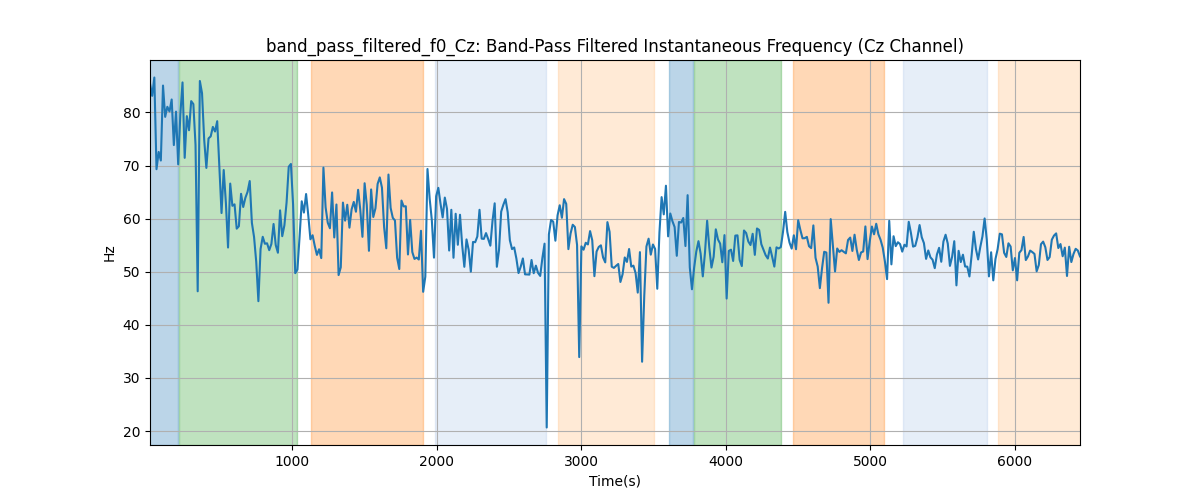 band_pass_filtered_f0_Cz: Band-Pass Filtered Instantaneous Frequency (Cz Channel)
80
70
60
50
40
30
20
Hz
1000 2000 3000 4000 5000 6000
Time(s)